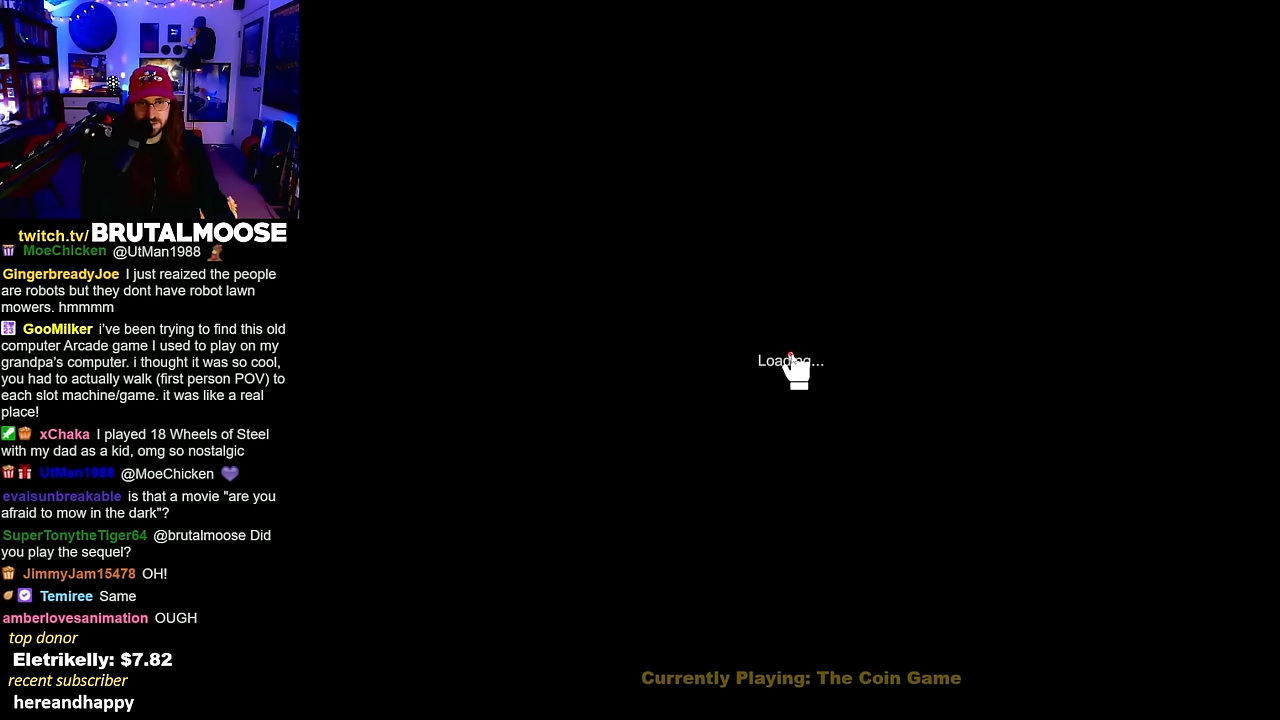 twitch.tv/BRUTALMOOSE
MoeChicken @UtMan1988
GingerbreadyJoe I just reaized the people
are robots but they dont have robot lawn
mowers. hmmmm
GooMilker i've been trying to find this old
computer Arcade game I used to play on my
grandpa's computer. i thought it was so cool,
you had to actually walk (first person POV) to
each slot machine/game. it was like a real
place!
xChaka I played 18 Wheels of Steel
with my dad as a kid, omg so nostalgic
UtMan1988 @MoeChicken
evaisunbreakable is that a movie "are you
afraid to mow in the dark"?
SuperTonytheTiger64 @brutalmoose Did
you play the sequel?
JimmyJam15478 OH!
Temiree Same
amberlovesanimation OUGH
top donor
Eletrikelly: $7.82
recent subscriber
hereandhappy
Loading...
Currently Playing: The Coin Game